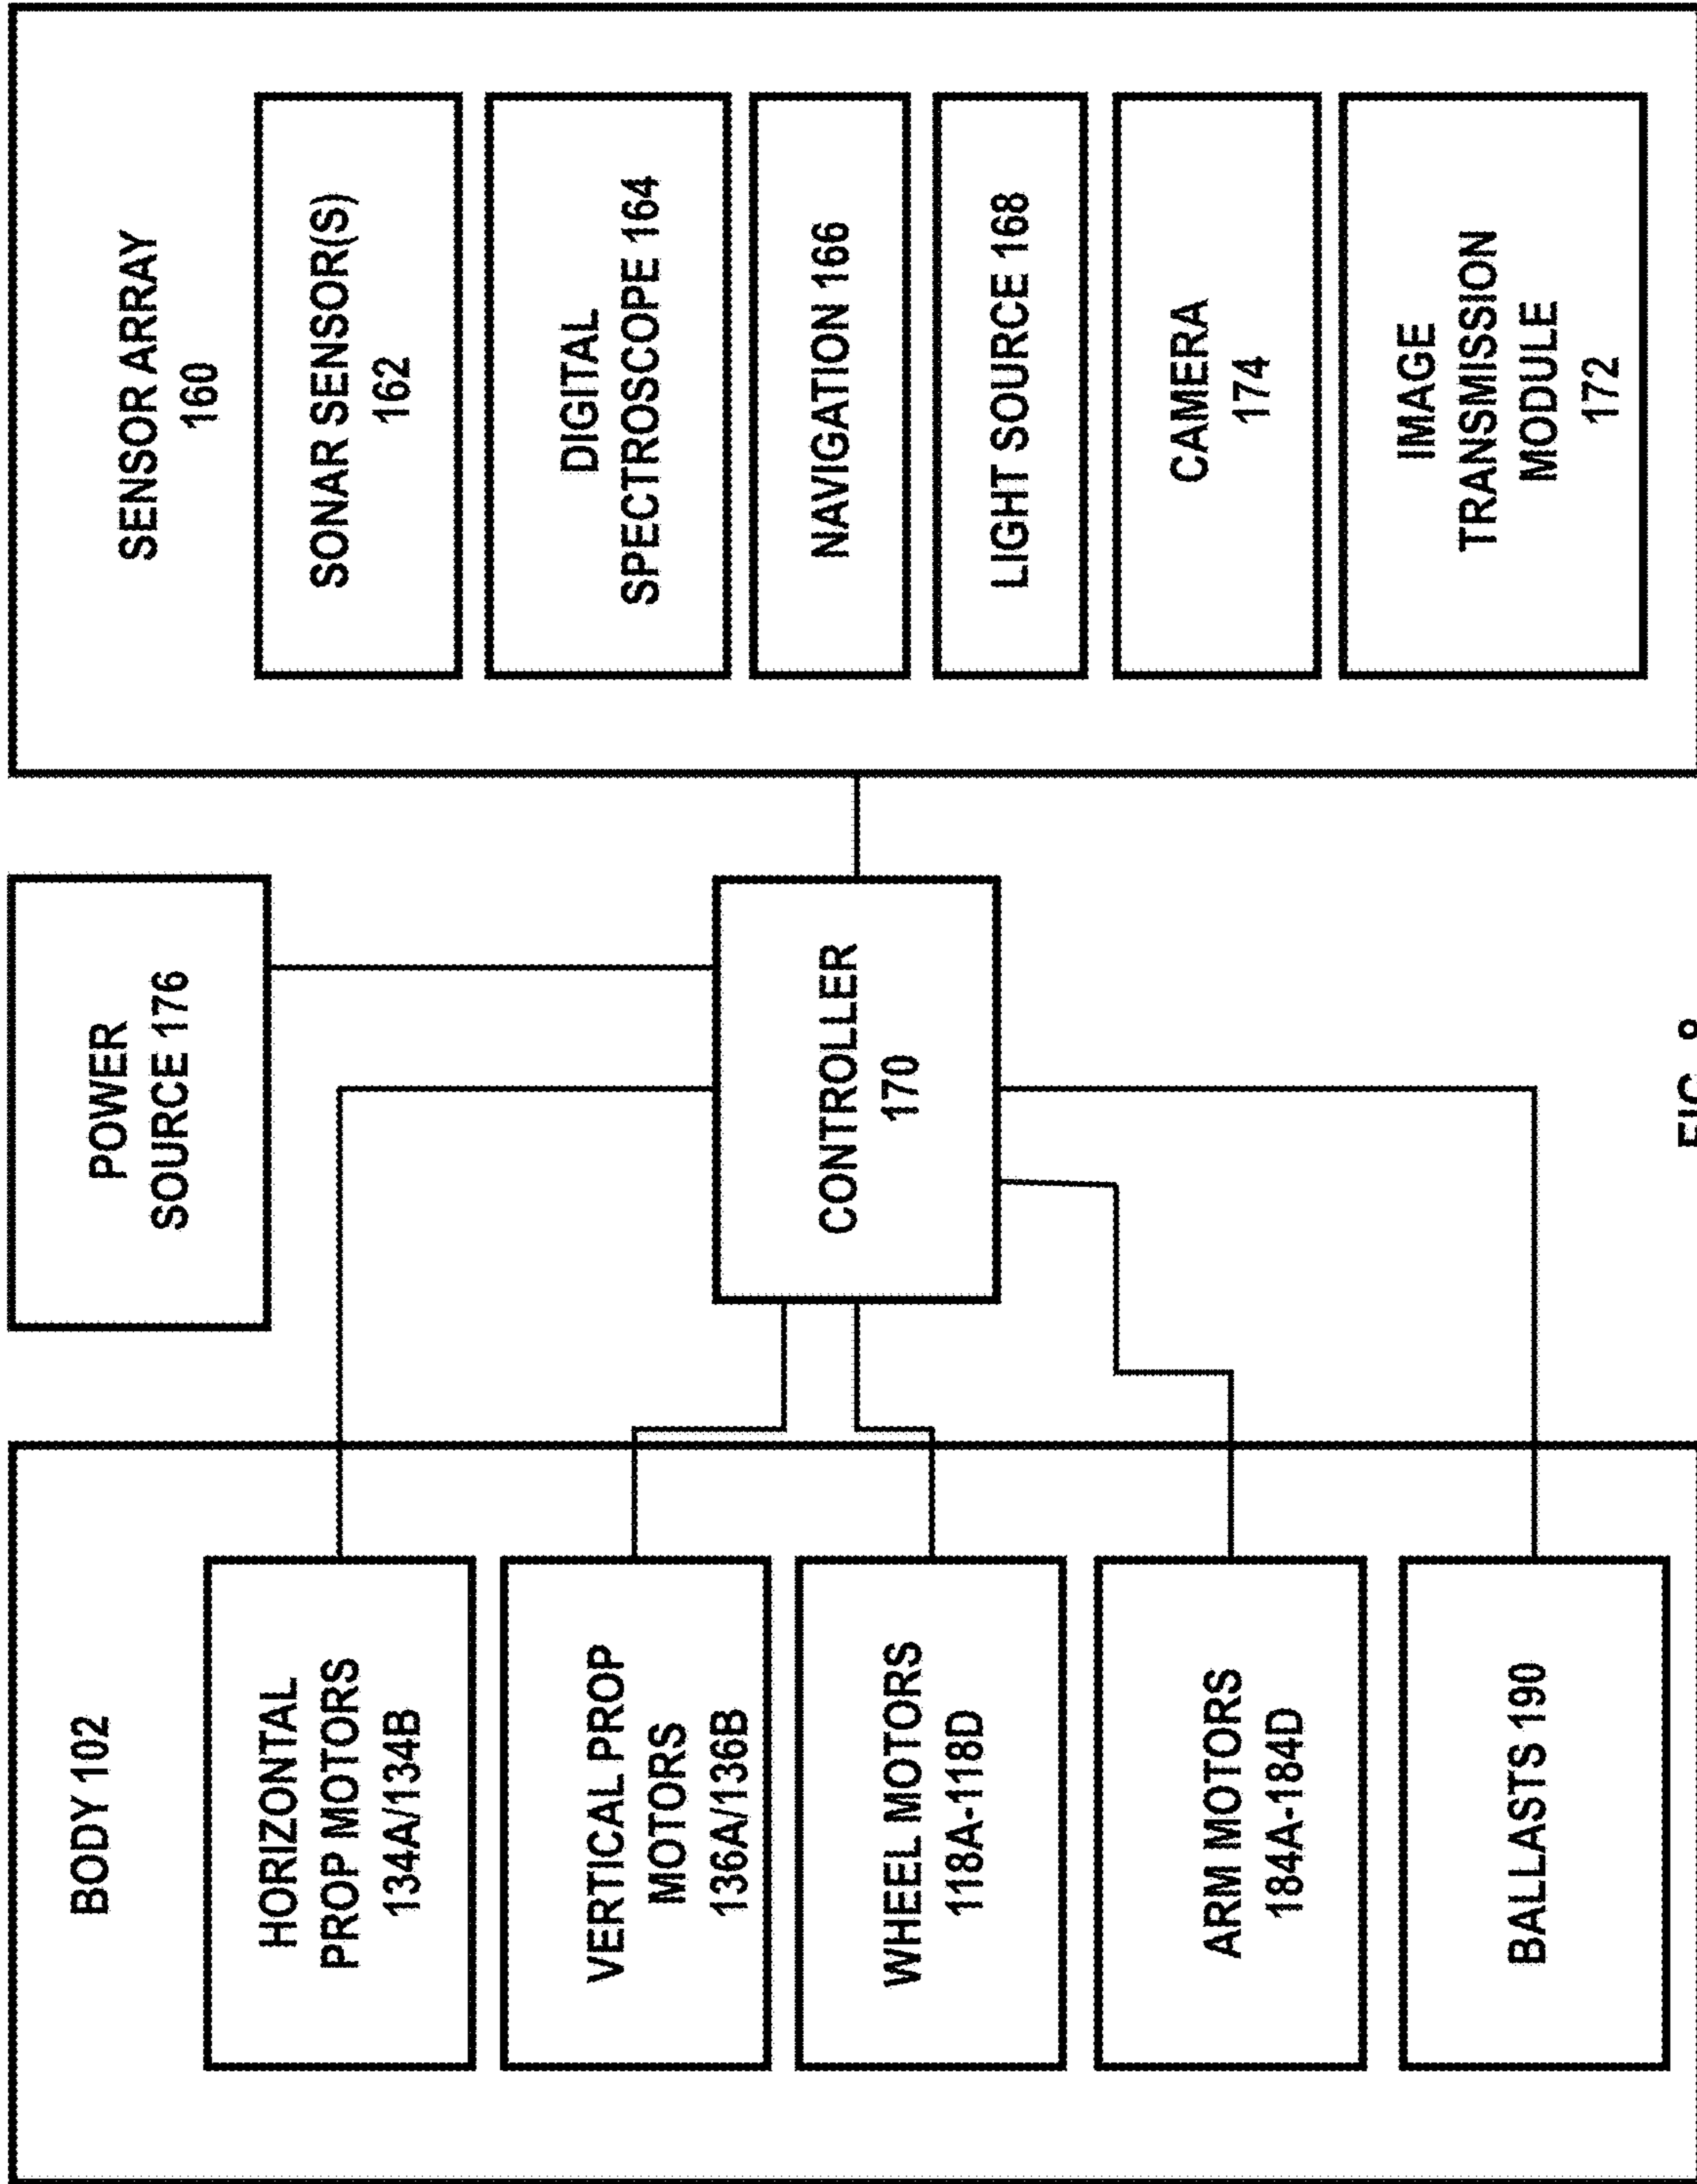 BODY 102
HORIZONTAL
PROP MOTORS
134A/134B
VERTICAL PROP
MOTORS
136A/136B
WHEEL MOTORS
118A-118D
ARM MOTORS
184A-184D
BALLASTS 190
POWER
SOURCE 176
CONTROLLER
170
SENSOR ARRAY
160
SONAR SENSOR(S)
162
DIGITAL
SPECTROSCOPE 164
NAVIGATION 166
LIGHT SOURCE 168
CAMERA
174
IMAGE
TRANSMISSION
MODULE
172
FIG. 8